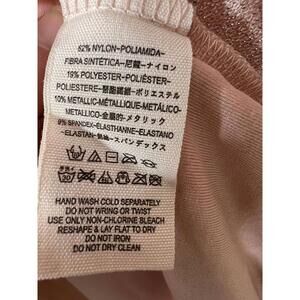 62% NYLON-POLIAMIDA-
FIBRA SINTÉTICA-尼龍-ナイロン
19% POLYESTER-POLIÉSTER-
POLIESTERE-聚酯纖維-ポリエステル
10% METALLIC-MÉTALLIQUE-METÁLICO-
METALLICO-金屬的-メタリック
9% SPANDEX-ÉLASTHANNE-ELASTANO
-ELASTAN-氨綸-スパンデックス
HAND WASH COLD SEPARATELY
DO NOT WRING OR TWIST
USE ONLY NON-CHLORINE BLEACH
RESHAPE & LAY FLAT TO DRY
DO NOT IRON
DO NOT DRY CLEAN